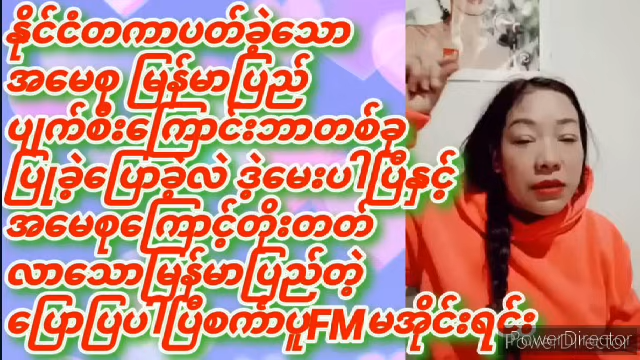 နိုင်ငံတကာပတ်ခဲ့သော
အမေစု မြန်မာပြည်
ပျက်စီးကြောင်းဘာတစ်ခု
ပြုခဲ့ပြောခဲ့လဲ ဒဲ့မေးပါပြီနှင့်
အမေစုကြောင့်တိုးတတ်
လာသောမြန်မာပြည်တဲ့
ပြောပြပါပြီစင်္ကာပူFMမအိုင်းရင်း
PowerDirector